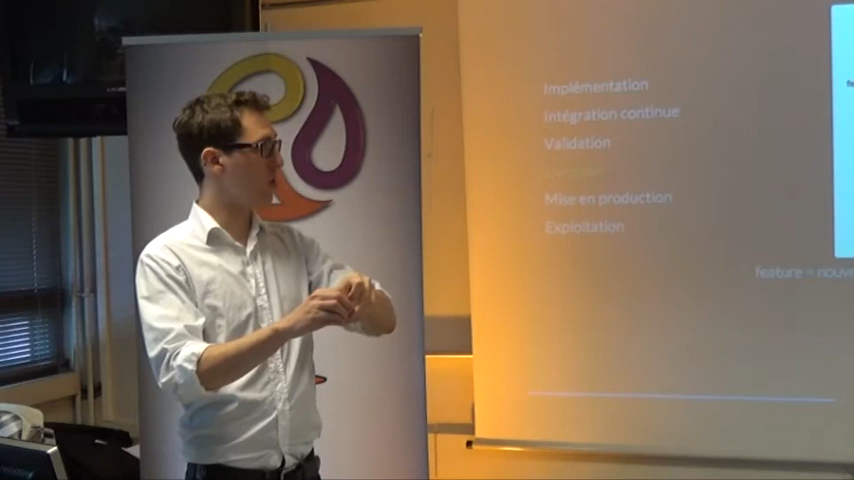 Implémentation
Intégration continue
Validation
Mise en production
Exploitation
feature = nouve